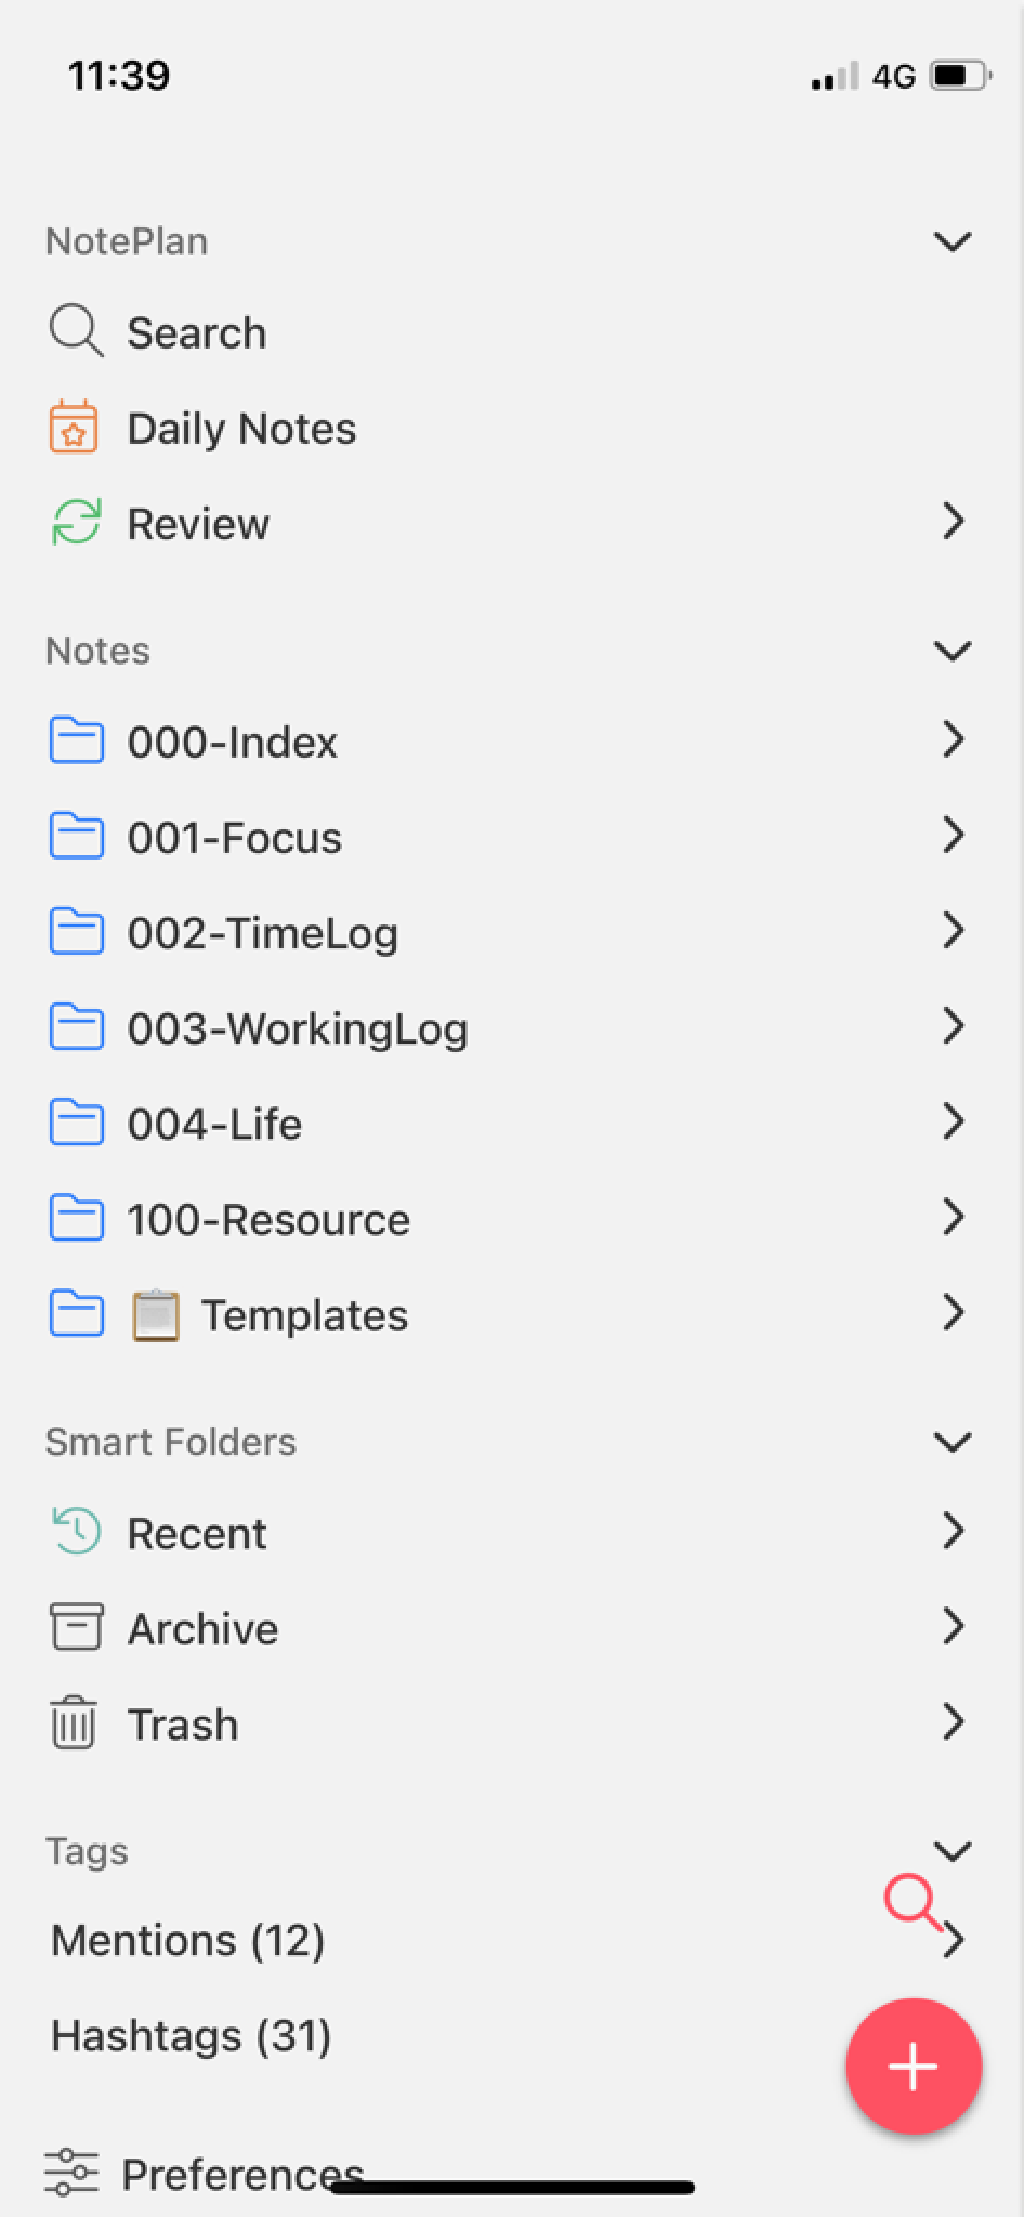 11:39
4G
NotePlan
Search
Daily Notes
Review
Notes
000-Index
001-Focus
002-TimeLog
003-WorkingLog
004-Life
100-Resource
Templates
Smart Folders
Recent
Archive
Trash
Tags
Mentions (12)
Hashtags (31)
Preferences